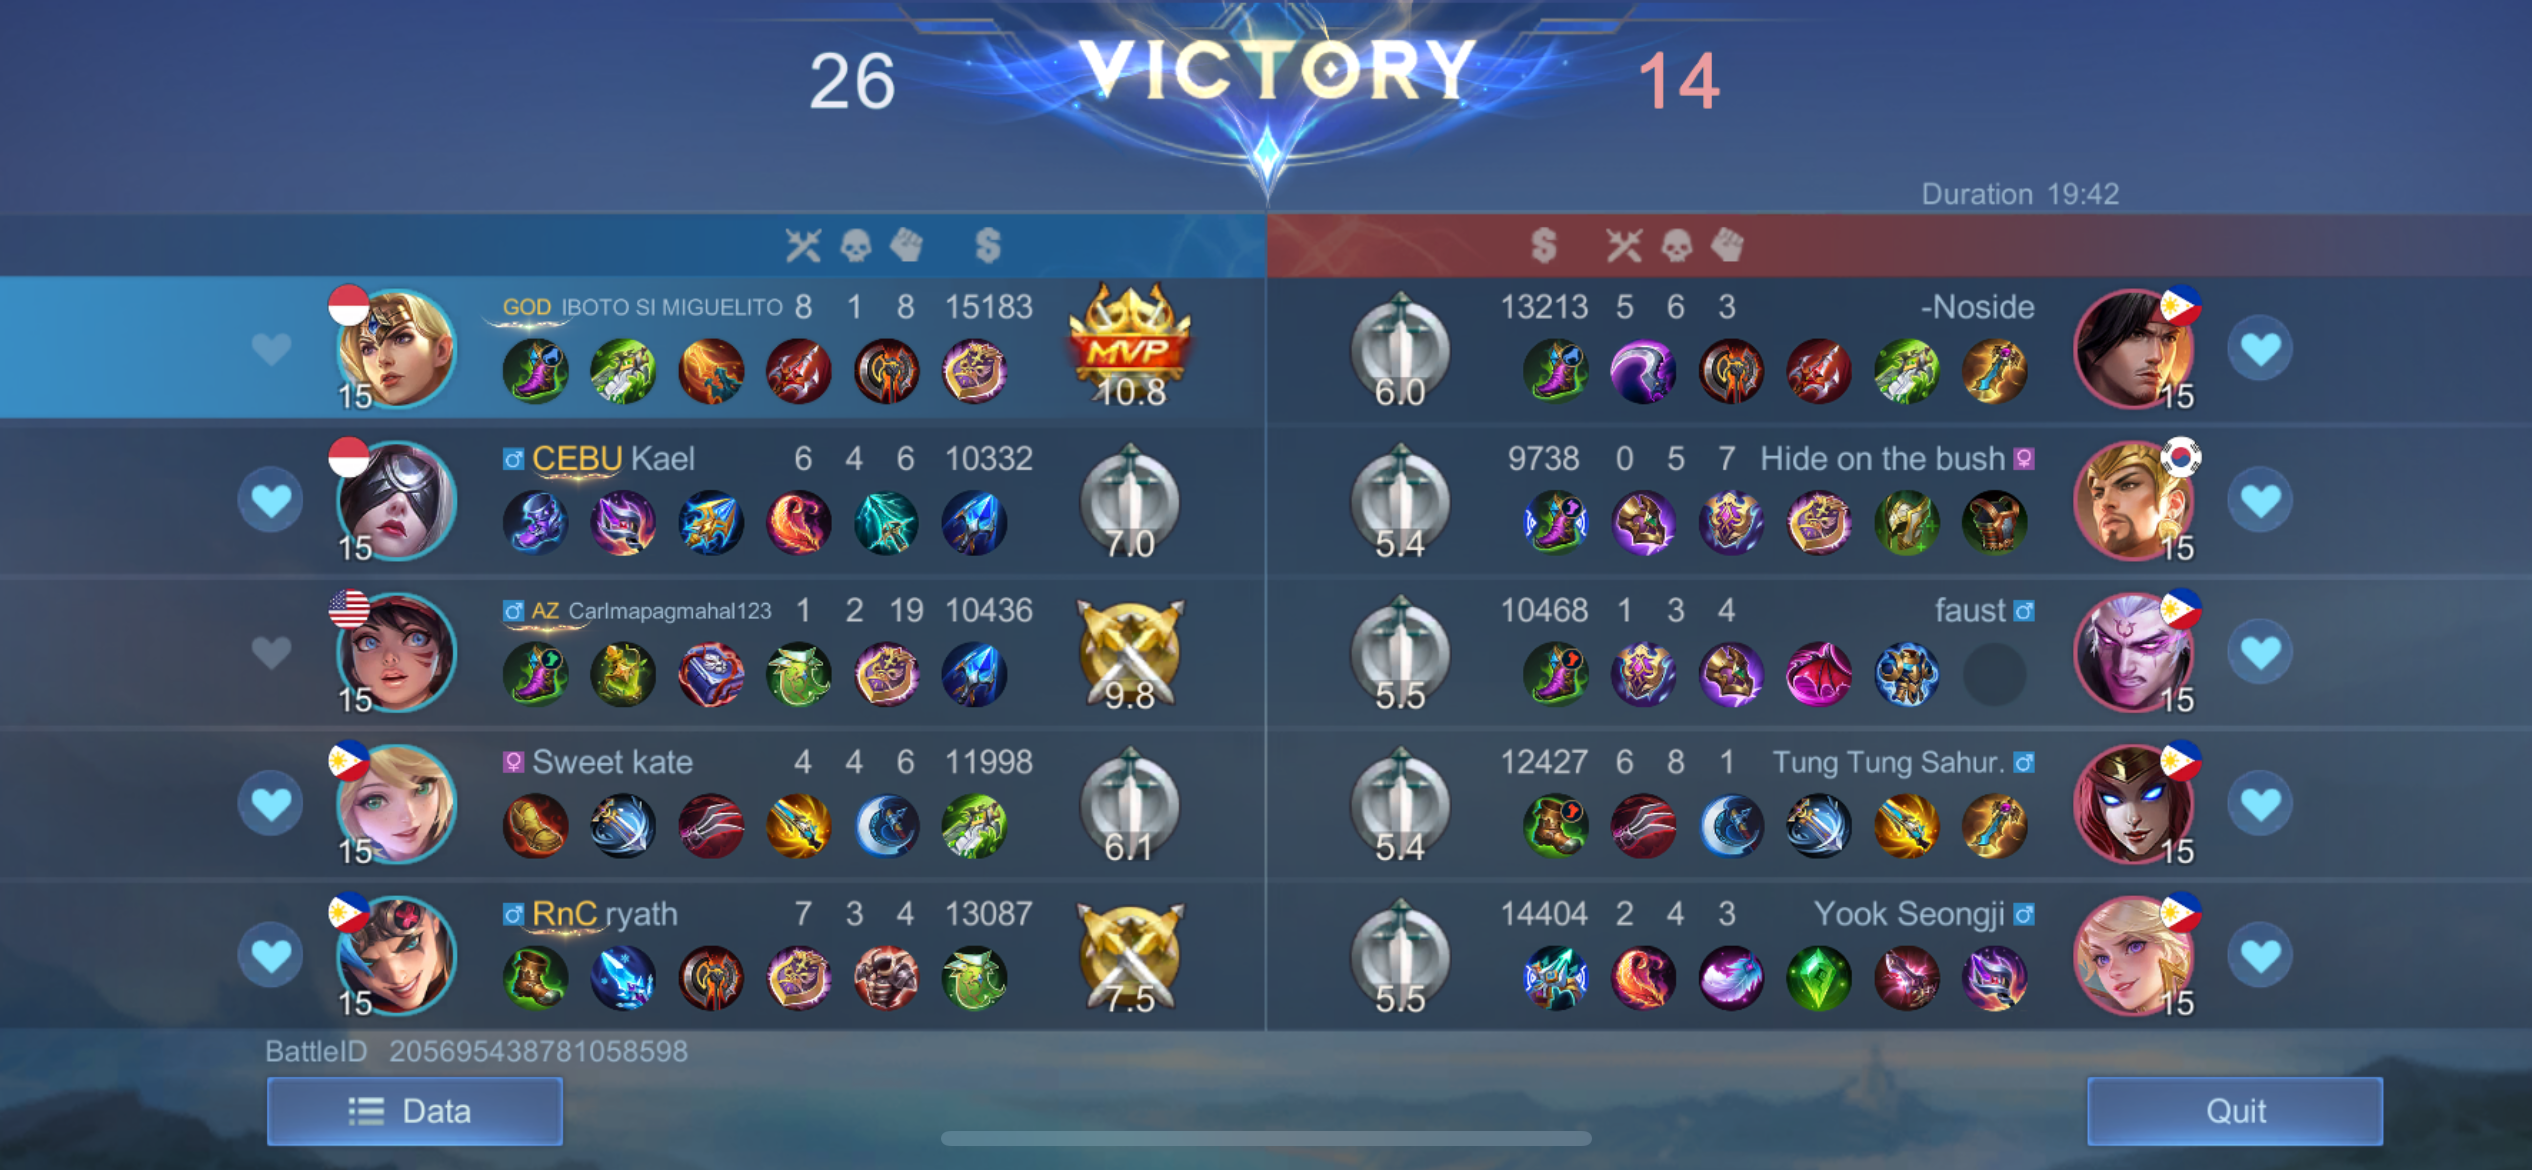 26 VICTORY 14
Duration 19:42
GOD IBOTO SI MIGUELITO 8 1 8 15183
15 MVP 10.8
6.0 13213 5 6 3 -Noside
15
CEBU Kael 6 4 6 10332
15 7.0
9738 0 5 7 Hide on the bush
5.4 15
AZ Carlmapagmahal123 1 2 19 10436
15 9.8
10468 1 3 4 faust
5.5 15
Sweet kate 4 4 6 11998
15 6.1
12427 6 8 1 Tung Tung Sahur.
5.4 15
RnC ryath 7 3 4 13087
15 7.5
14404 2 4 3 Yook Seongji
5.5 15
BattleID 205695438781058598
Data
Quit